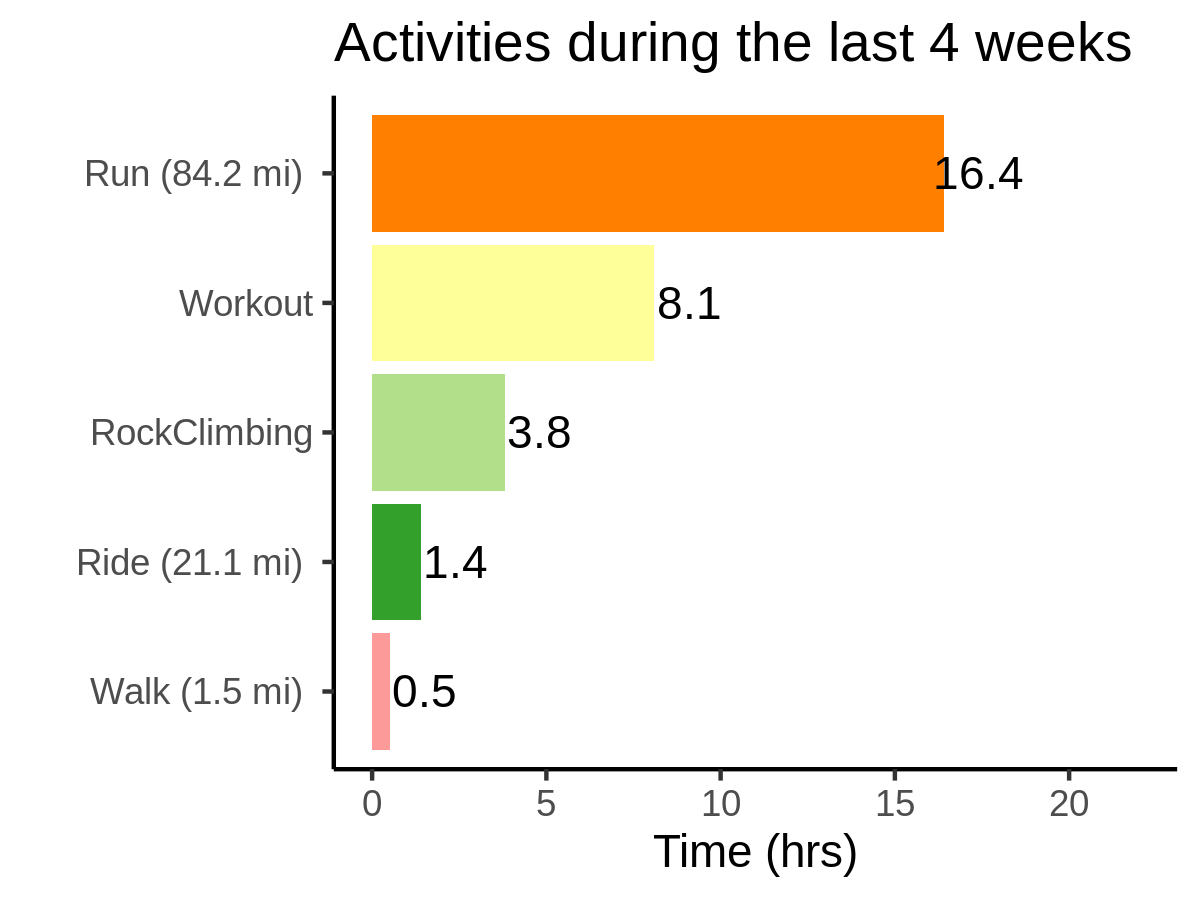 Activities during the last 4 weeks
Run (84.2 mi)
16.4
Workout
8.1
RockClimbing
3.8
Ride (21.1 mi)
1.4
Walk (1.5 mi)
0.5
0 5 10 15 20
Time (hrs)